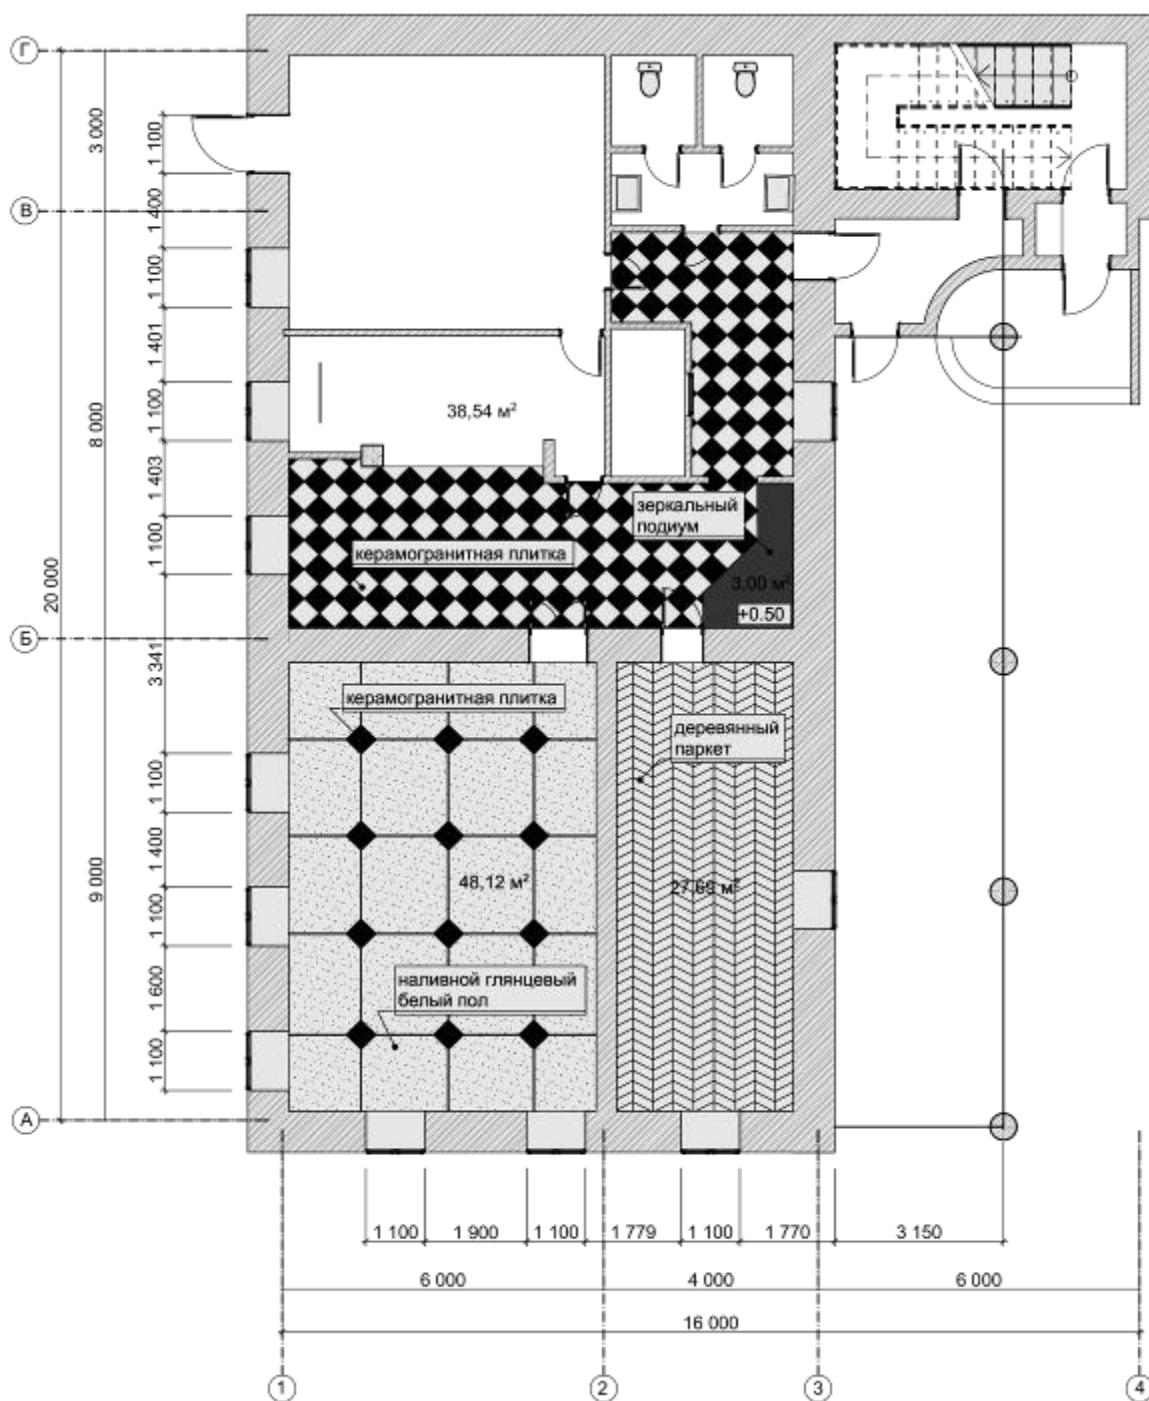 Г
В
Б
А
20 000
3 000
8 000
9 000
1 100
1 400
1 100
1 401
1 100
1 403
1 100
3 341
1 100
1 400
1 100
1 600
1 100
38,54 м²
зеркальный
подиум
керамогранитная плитка
3,00 м²
+0.50
керамогранитная плитка
деревянный
паркет
48,12 м²
м²
наливной глянцевый
белый пол
1 100
1 900
1 100
1 779
1 100
1 770
3 150
6 000
4 000
6 000
16 000
1
2
3
4